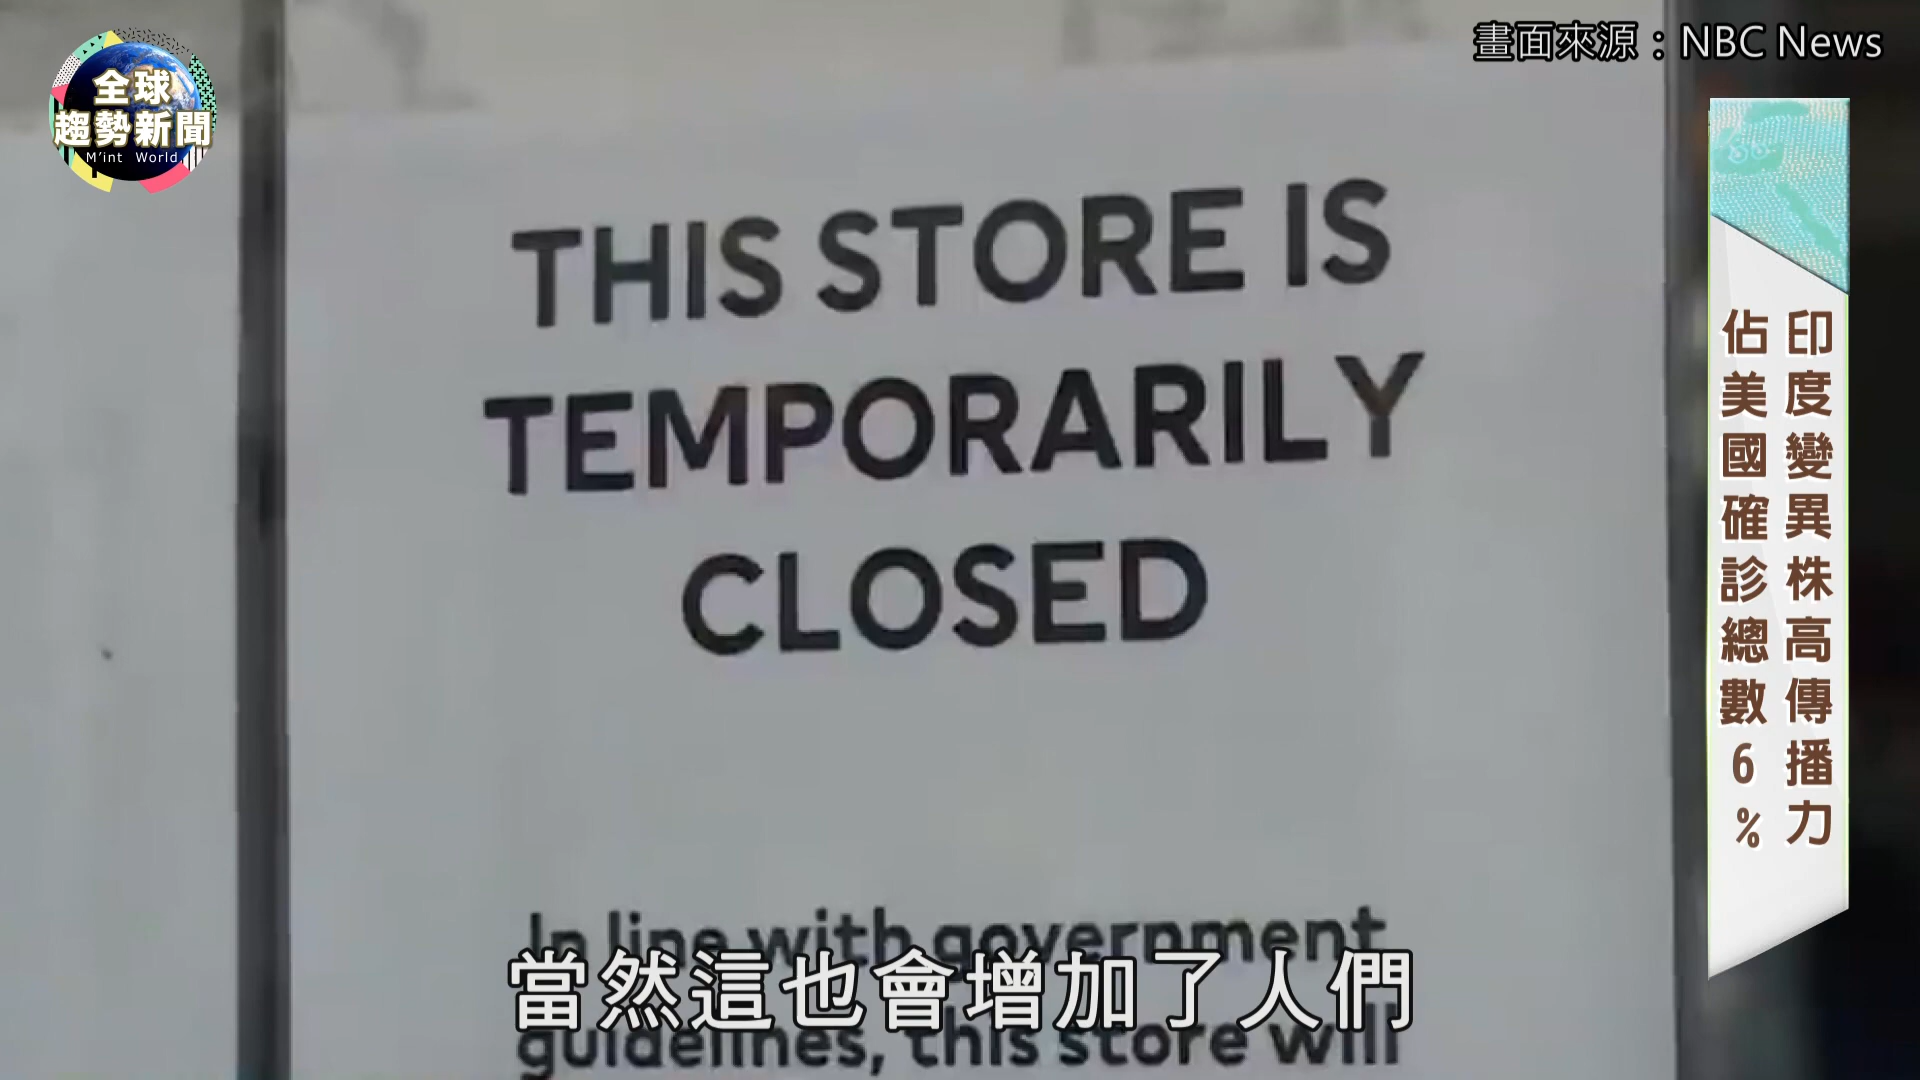 全球
趨勢新聞
M'int World
畫面來源：NBC News
THIS STORE IS
TEMPORARILY
CLOSED
In line with government
guidelines, this store will
印度變異株高傳播力
佔美國確診總數6%
當然這也會增加了人們